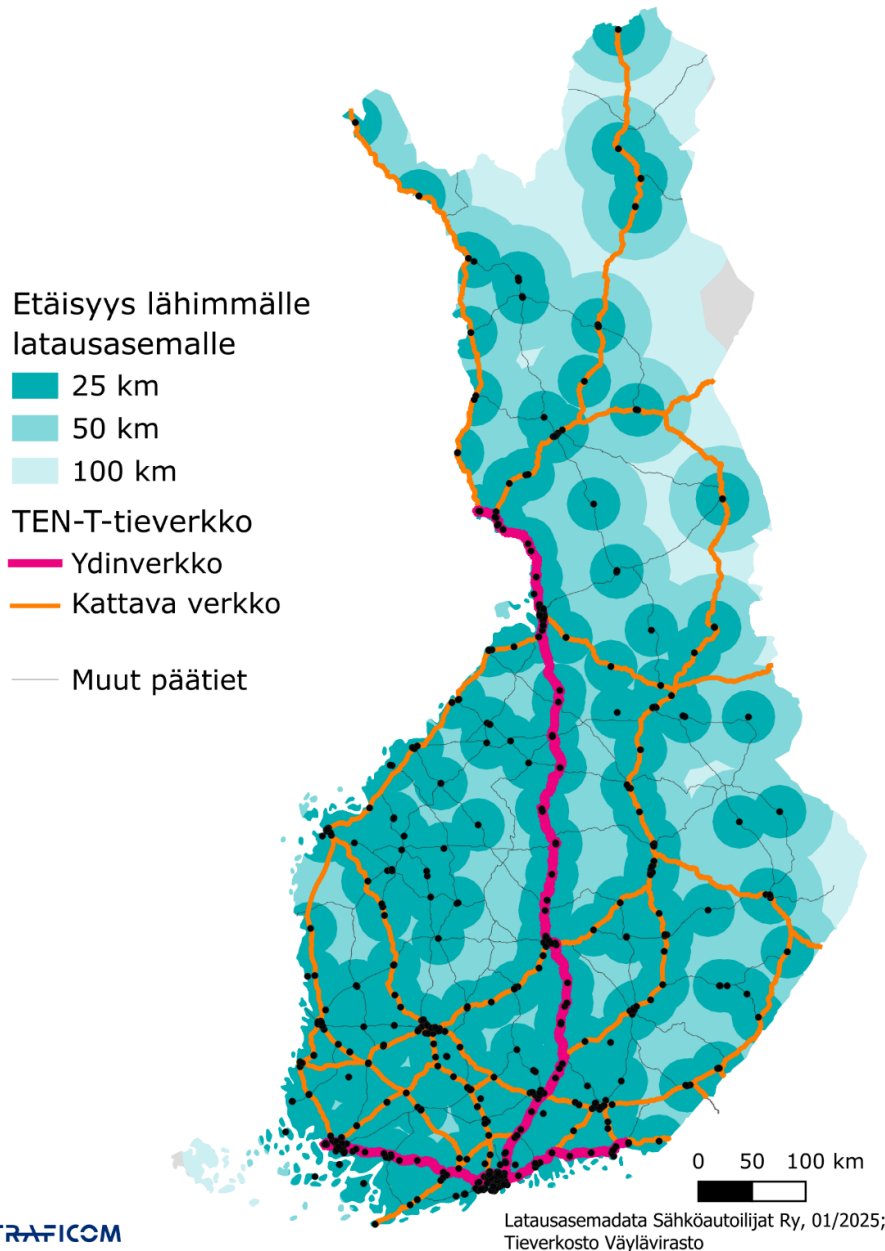 Etäisyys lähimmälle
latausasemalle
25 km
50 km
100 km
TEN-T-tieverkko
Ydinverkko
Kattava verkko
Muut päätiet
0 50 100 km
Latausasemadata Sähköautoilijat Ry, 01/2025;
Tieverkosto Väylävirasto
TRAFICOM